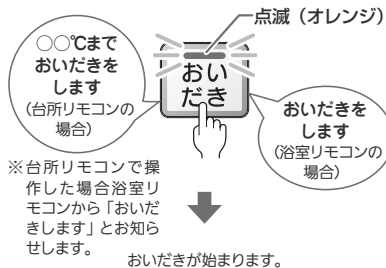 点滅（オレンジ）
○○℃まで
おいだきを
します
（台所リモコンの
場合）
おい
だき
おいだきを
します
（浴室リモコンの
場合）
※台所リモコンで操
作した場合浴室リ
モコンから「おいだ
きします」とお知ら
せします。
おいだきが始まります。